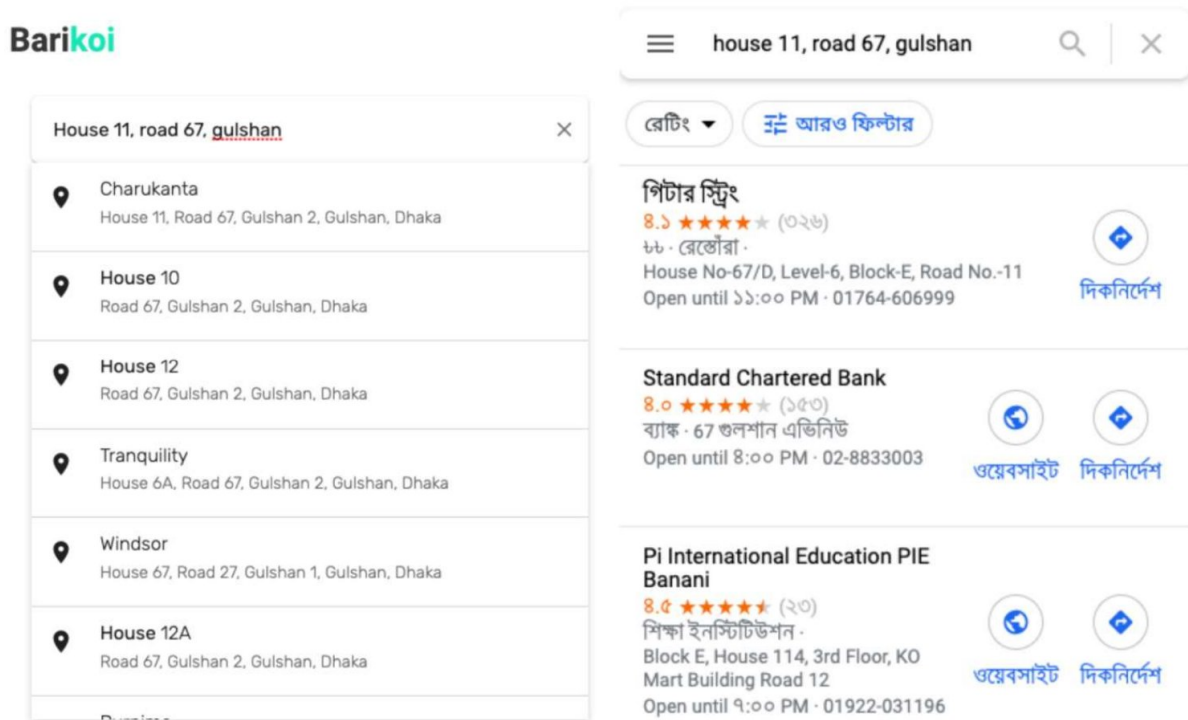 Barikoi
House 11, road 67, gulshan
Charukanta
House 11, Road 67, Gulshan 2, Gulshan, Dhaka
House 10
Road 67, Gulshan 2, Gulshan, Dhaka
House 12
Road 67, Gulshan 2, Gulshan, Dhaka
Tranquility
House 6A, Road 67, Gulshan 2, Gulshan, Dhaka
Windsor
House 67, Road 27, Gulshan 1, Gulshan, Dhaka
House 12A
Road 67, Gulshan 2, Gulshan, Dhaka
house 11, road 67, gulshan
রেটিং আরও ফিল্টার
গিটার স্ট্রিং
৪.১ (৩২৬)
৳৳ · রেস্তোঁরা ·
House No-67/D, Level-6, Block-E, Road No.-11
Open until ১১:০০ PM · 01764-606999
দিকনির্দেশ
Standard Chartered Bank
৪.০ (১৫৩)
ব্যাঙ্ক · 67 গুলশান এভিনিউ
Open until ৪:০০ PM · 02-8833003
ওয়েবসাইট দিকনির্দেশ
Pi International Education PIE
Banani
৪.৫ (২৩)
শিক্ষা ইনস্টিটিউশন ·
Block E, House 114, 3rd Floor, KO
Mart Building Road 12
Open until ৭:০০ PM · 01922-031196
ওয়েবসাইট দিকনির্দেশ